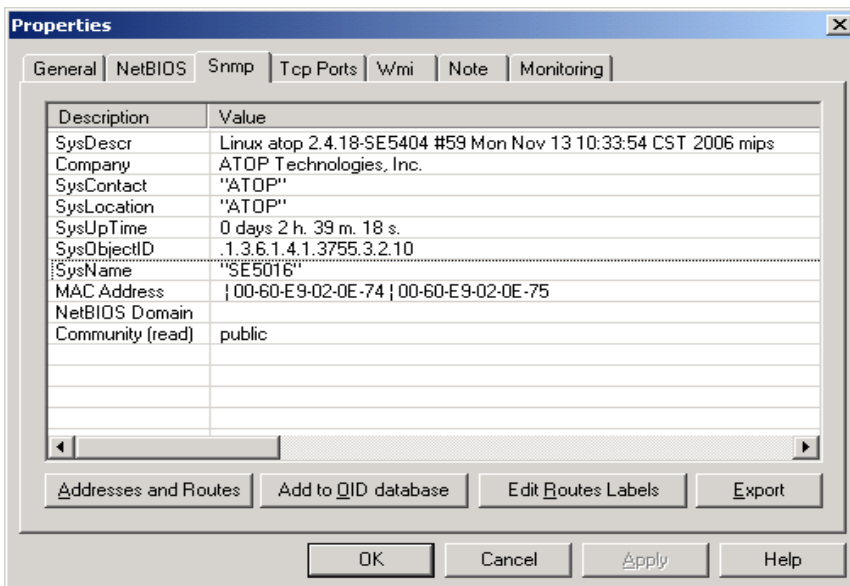 Properties
General NetBIOS Snmp Tcp Ports Wmi Note Monitoring
Description Value
SysDescr Linux atop 2.4.18-SE5404 #59 Mon Nov 13 10:33:54 CST 2006 mips
Company ATOP Technologies, Inc.
SysContact "ATOP"
SysLocation "ATOP"
SysUpTime 0 days 2 h. 39 m. 18 s.
SysObjectID .1.3.6.1.4.1.3755.3.2.10
SysName "SE5016"
MAC Address ¦ 00-60-E9-02-0E-74 ¦ 00-60-E9-02-0E-75
NetBIOS Domain
Community (read) public
Addresses and Routes Add to OID database Edit Routes Labels Export
OK Cancel Apply Help